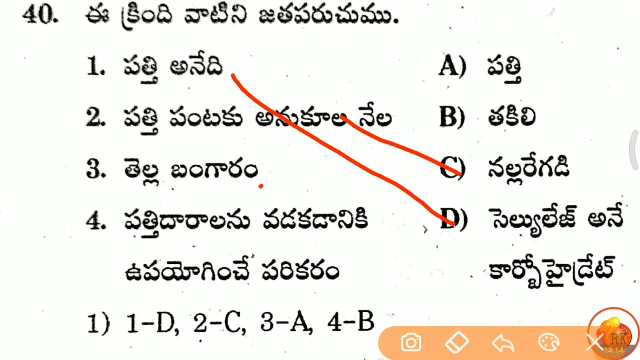 40. ఈ క్రింది వాటిని జతపరుచుము.
1. పత్తి అనేది A) పత్తి
2. పత్తి పంటకు అనుకూల నేల B) తకిలి
3. తెల్ల బంగారం C) నల్లరేగడి
4. పత్తిదారాలను వడకడానికి D) సెల్యులేజ్ అనే
ఉపయోగించే పరికరం కార్బోహైడ్రేట్
1) 1-D, 2-C, 3-A, 4-B
RK